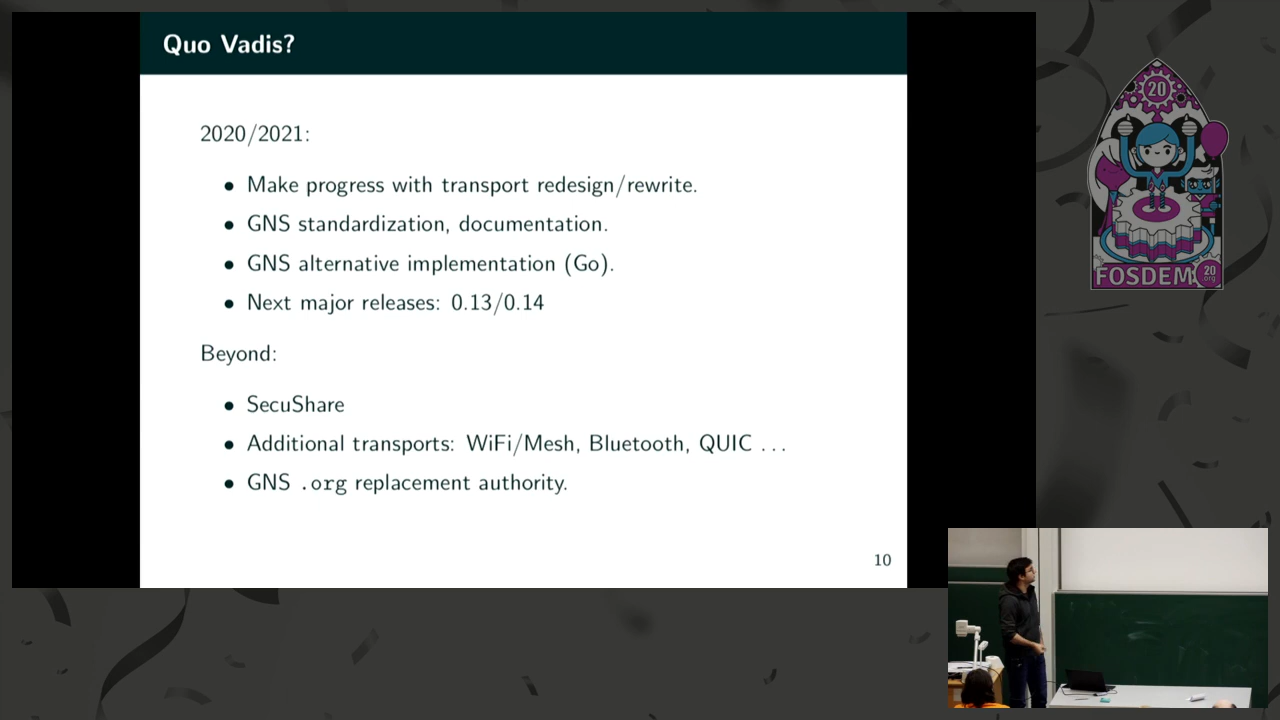 Quo Vadis?
2020/2021:
• Make progress with transport redesign/rewrite.
• GNS standardization, documentation.
• GNS alternative implementation (Go).
• Next major releases: 0.13/0.14
Beyond:
• SecuShare
• Additional transports: WiFi/Mesh, Bluetooth, QUIC ...
• GNS .org replacement authority.
10
20
FOSDEM
20
.org